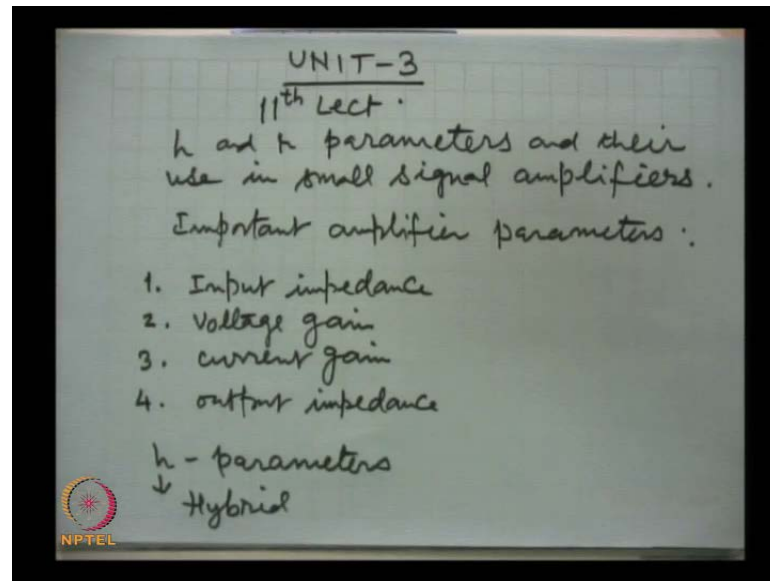 UNIT-3
11th Lect.
h and r parameters and their
use in small signal amplifiers.
Important amplifier parameters:
1. Input impedance
2. Voltage gain
3. current gain
4. output impedance
h - parameters
↓ Hybrid
NPTEL